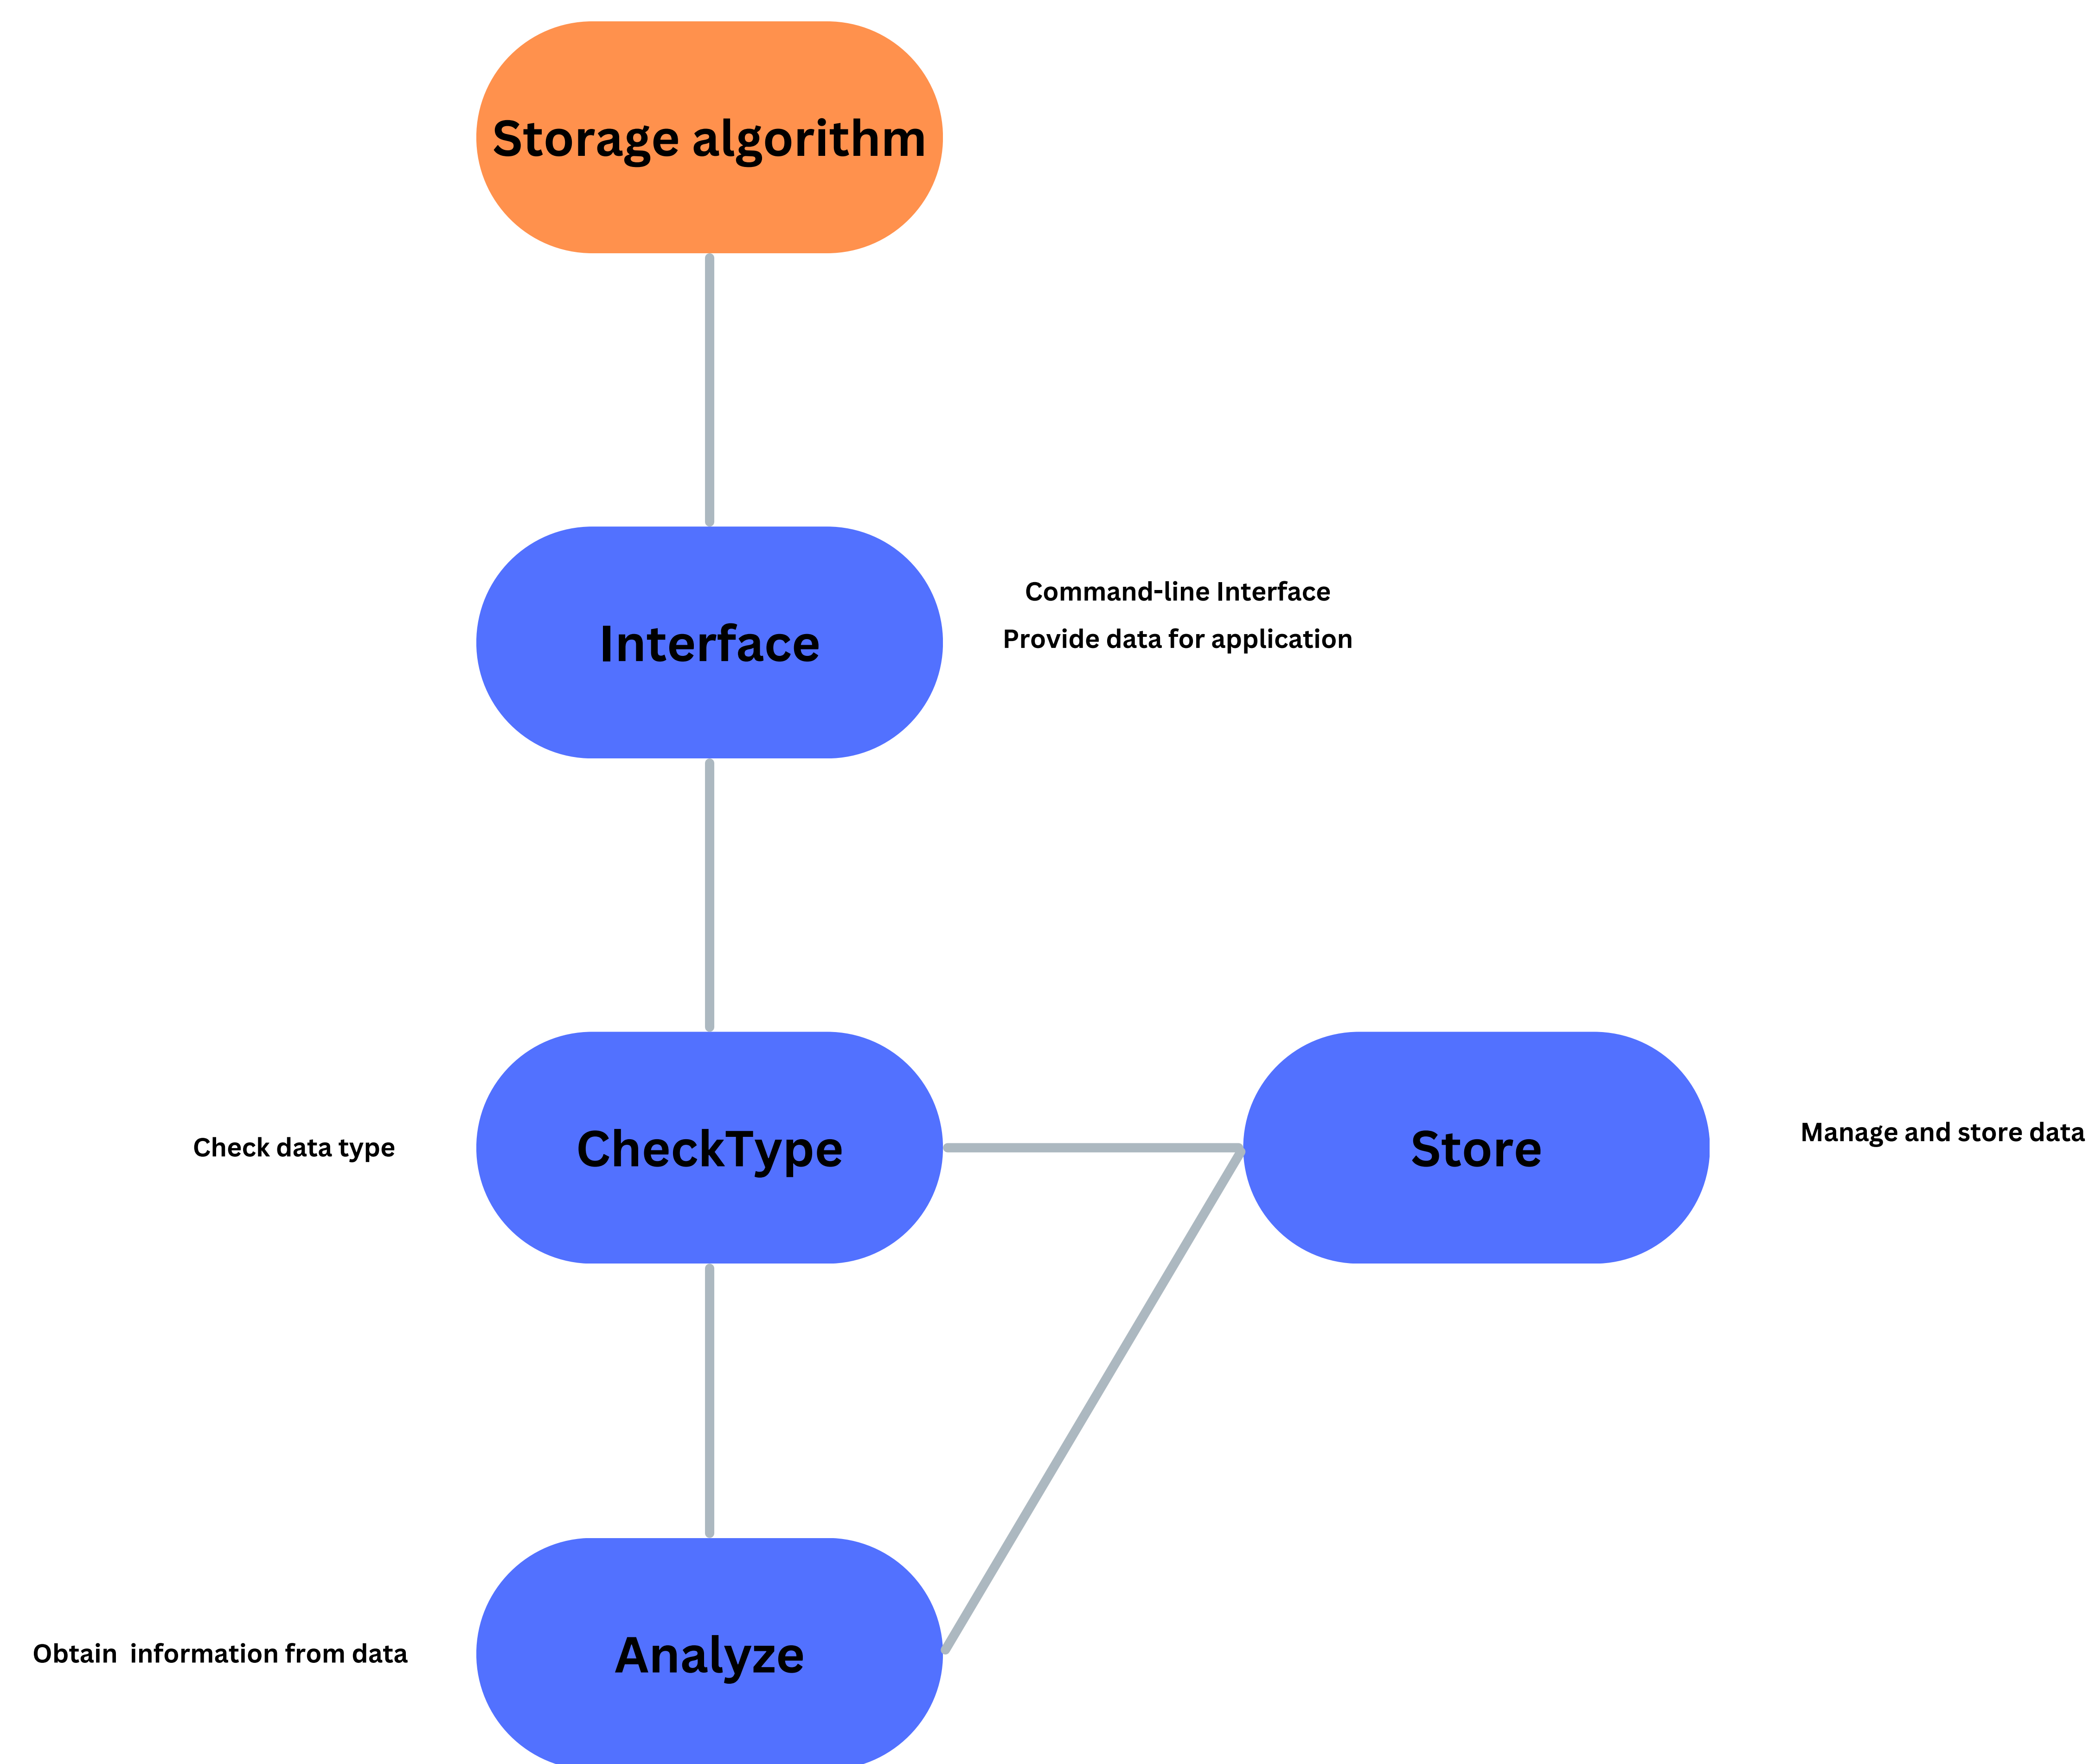 Storage algorithm
Interface
Command-line Interface
Provide data for application
Check data type
CheckType
Store
Manage and store data
Obtain  information from data
Analyze